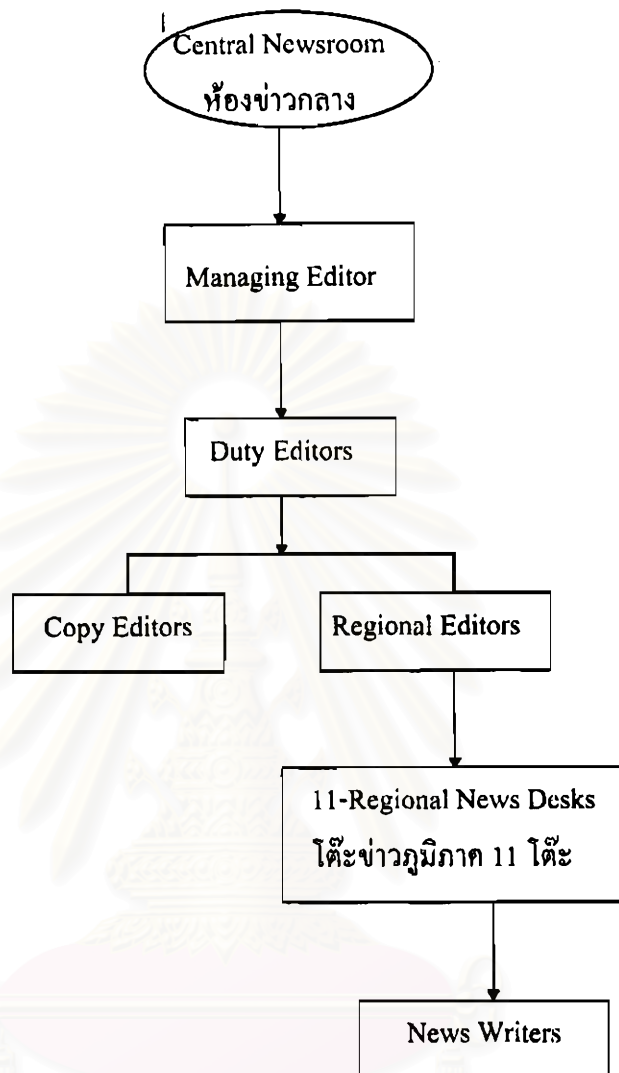 Central Newsroom
ห้องข่าวกลาง
Managing Editor
Duty Editors
Copy Editors
Regional Editors
11-Regional News Desks
โต๊ะข่าวภูมิภาค 11 โต๊ะ
News Writers